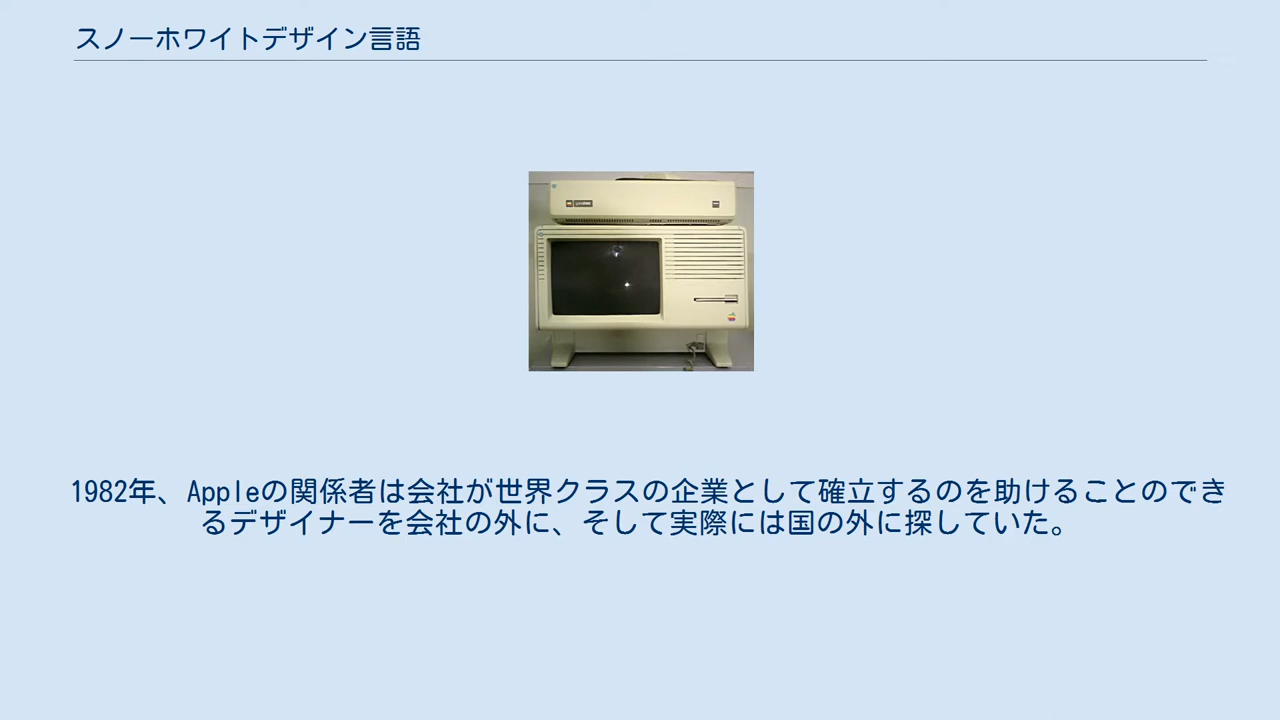 スノーホワイトデザイン言語
1982年、Appleの関係者は会社が世界クラスの企業として確立するのを助けることのでき
るデザイナーを会社の外に、そして実際には国の外に探していた。